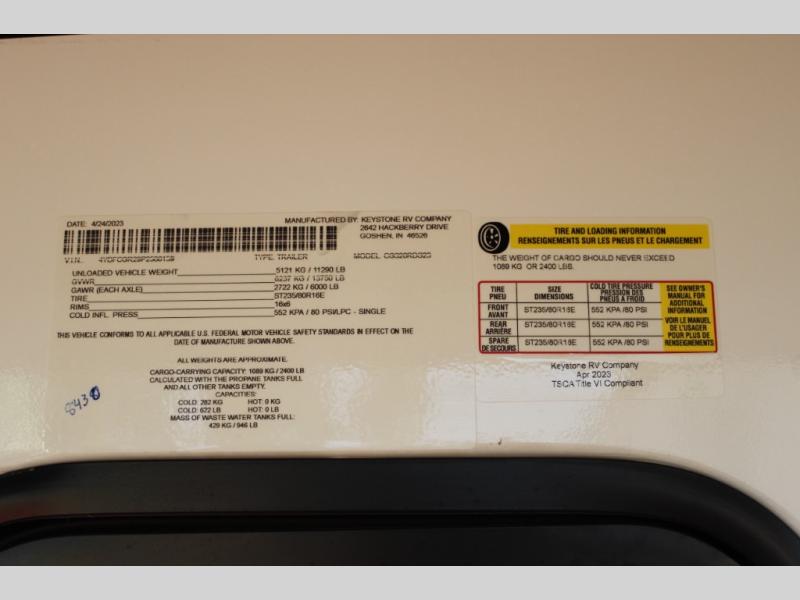 DATE: 4/24/2023
MANUFACTURED BY: KEYSTONE RV COMPANY
2642 HACKBERRY DRIVE
GOSHEN, IN 46526
V.I.N.
TYPE: TRAILER
MODEL:
UNLOADED VEHICLE WEIGHT 5121 KG / 11290 LB
GVWR 6237 KG / 13750 LB
GAWR (EACH AXLE) 2722 KG / 6000 LB
TIRE ST235/80R16E
RIMS 16x6
COLD INFL. PRESS 552 KPA / 80 PSI/LPC - SINGLE
THIS VEHICLE CONFORMS TO ALL APPLICABLE U.S. FEDERAL MOTOR VEHICLE SAFETY STANDARDS IN EFFECT ON THE
DATE OF MANUFACTURE SHOWN ABOVE.
ALL WEIGHTS ARE APPROXIMATE.
CARGO-CARRYING CAPACITY: 1089 KG / 2400 LB
CALCULATED WITH THE PROPANE TANKS FULL
AND ALL OTHER TANKS EMPTY.
CAPACITIES:
COLD: 282 KG HOT: 0 KG
COLD: 622 LB HOT: 0 LB
MASS OF WASTE WATER TANKS FULL:
429 KG / 946 LB
TIRE AND LOADING INFORMATION
RENSEIGNEMENTS SUR LES PNEUS ET LE CHARGEMENT
THE WEIGHT OF CARGO SHOULD NEVER EXCEED
1089 KG OR 2400 LBS.
TIRE
PNEU
SIZE
DIMENSIONS
COLD TIRE PRESSURE
PRESSION DES
PNEUS A FROID
FRONT
AVANT
ST235/80R16E
552 KPA /80 PSI
REAR
ARRIÈRE
ST235/80R16E
552 KPA /80 PSI
SPARE
DE SECOURS
ST235/80R16E
552 KPA /80 PSI
SEE OWNER'S
MANUAL FOR
ADDITIONAL
INFORMATION
VOIR LE MANUEL
DE L'USAGER
POUR PLUS DE
RENSEIGNEMENTS
Keystone RV Company
Apr 2023
TSCA Title VI Compliant